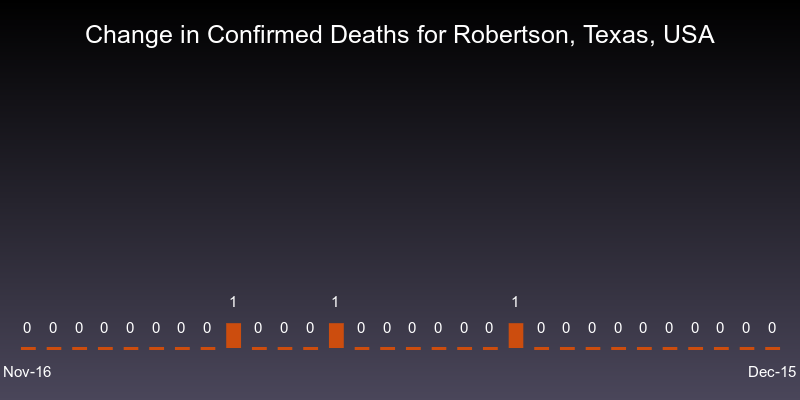 Change in Confirmed Deaths for Robertson, Texas, USA
1 1 1
0 0 0 0 0 0 0 0 0 0 0 0 0 0 0 0 0 0 0 0 0 0 0 0 0 0 0
Nov-16 Dec-15